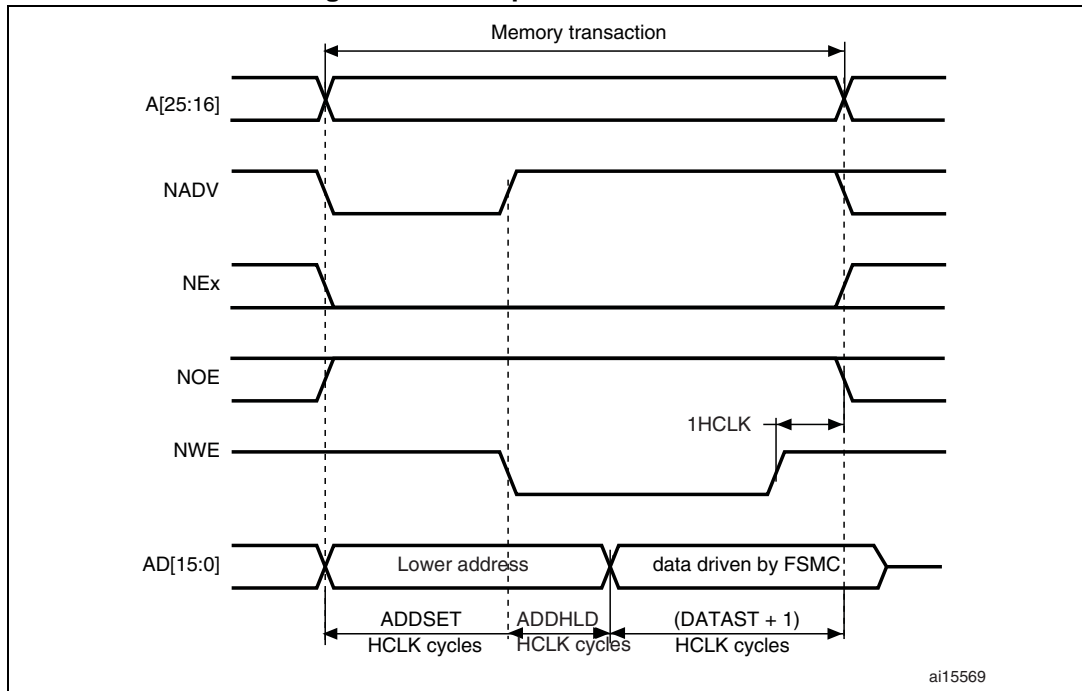 Memory transaction
A[25:16]
NADV
NEx
NOE
1HCLK
NWE
AD[15:0]
Lower address
data driven by FSMC
ADDSET
HCLK cycles
ADDHLD
HCLK cycles
(DATAST + 1)
HCLK cycles
ai15569